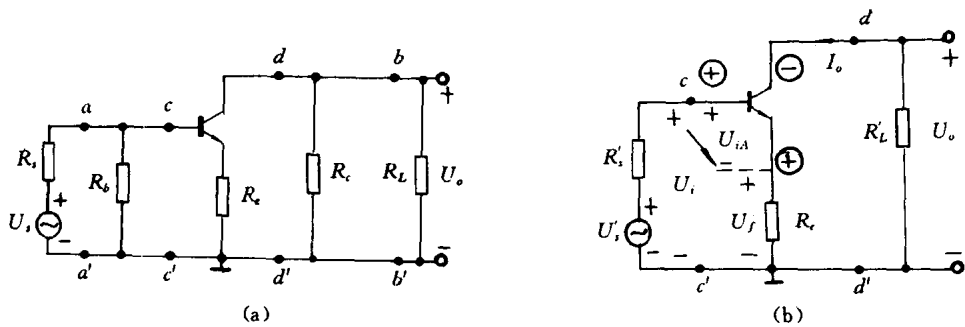 d
b
+
a
c
R_s
R_b
R_e
R_c
R_L
U_o
+
U_s
-
-
a'
c'
d'
b'
(a)
d
I_o
+
c
+
-
+
+
U_iA
R'_s
R'_L
U_o
=
+
+
U_i
+
U_f
R_e
U'_s
-
-
-
-
c'
d'
(b)